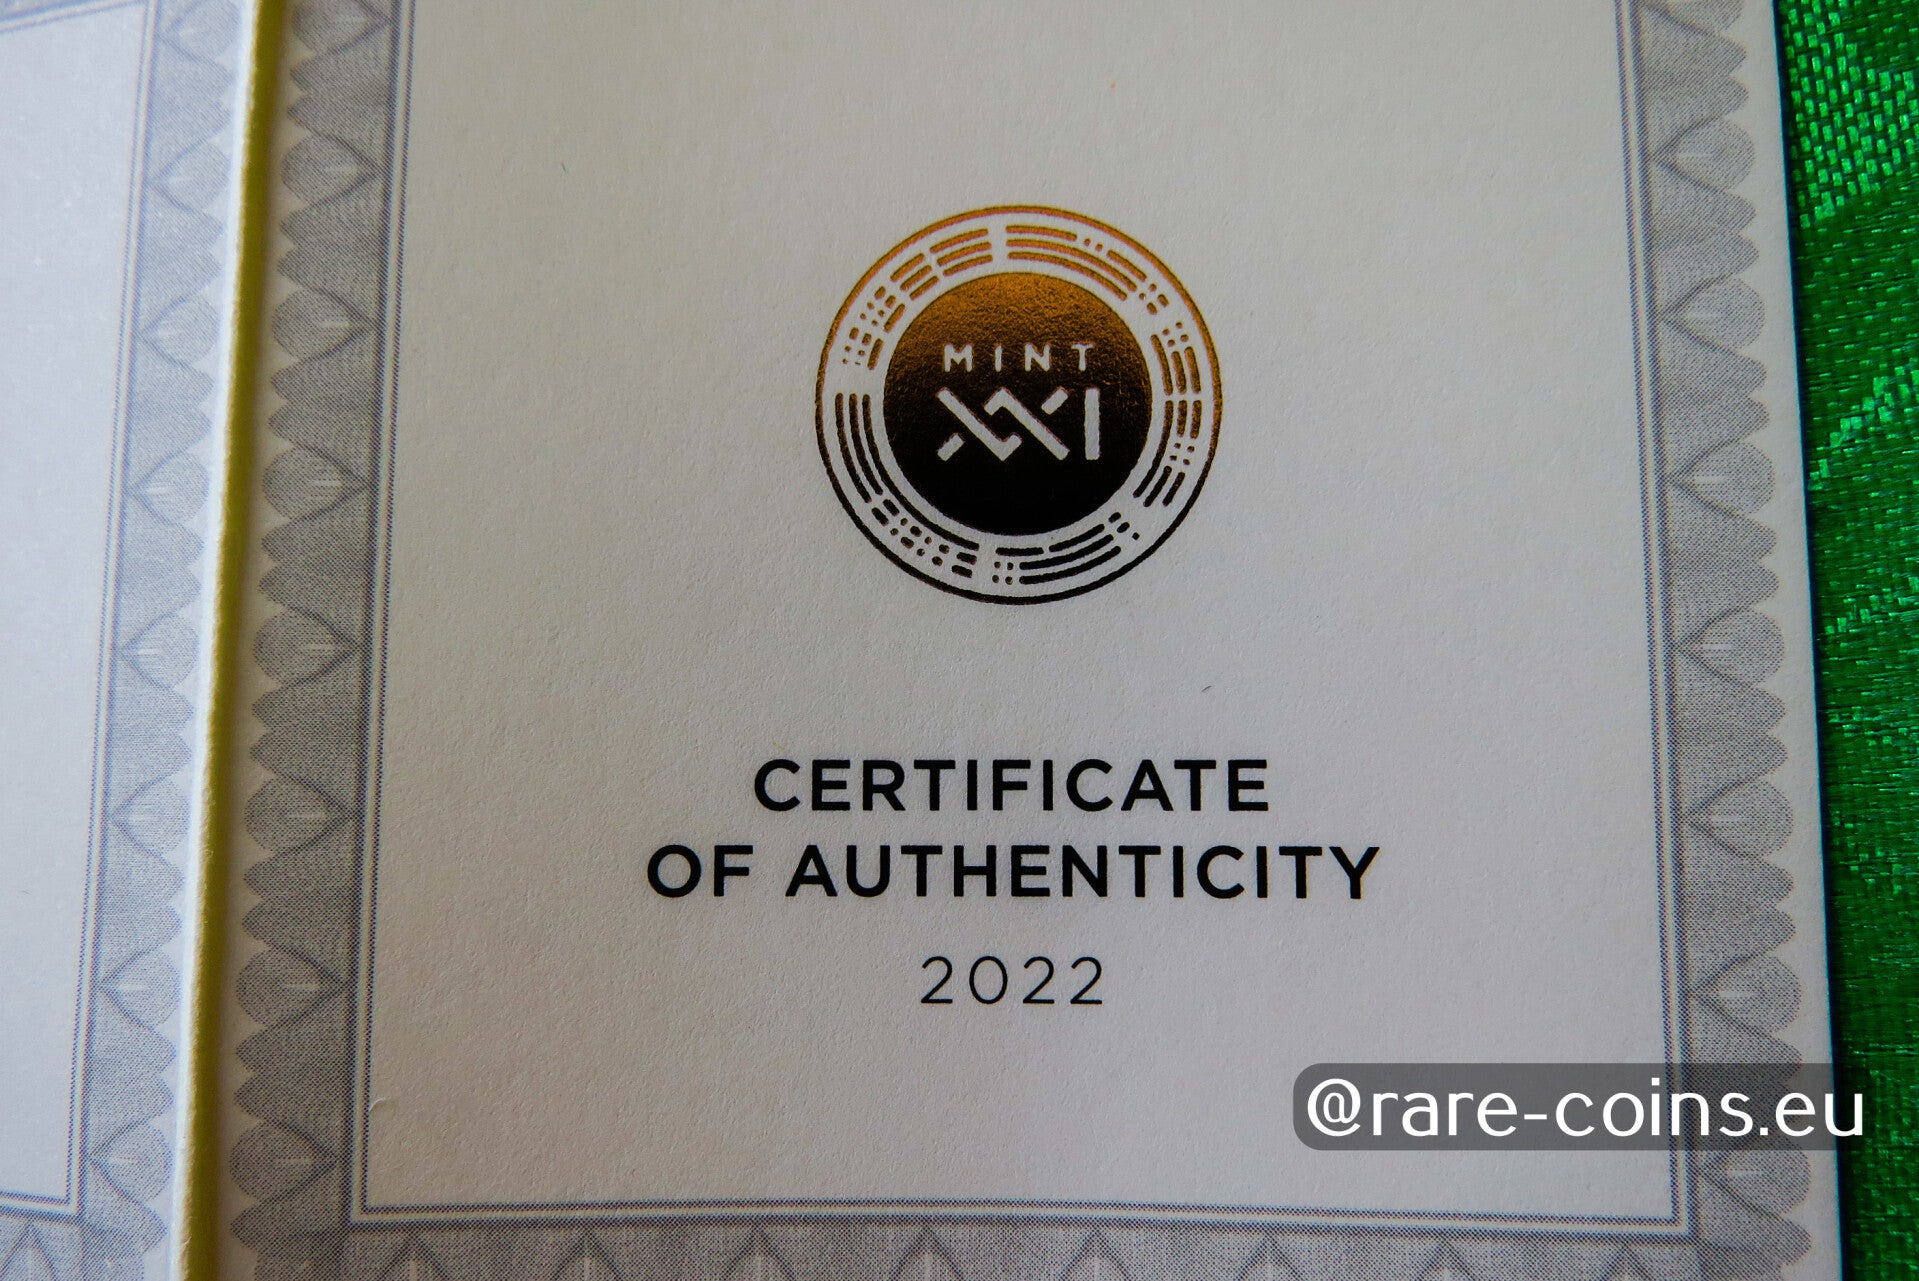 MINT
XXI
CERTIFICATE
OF AUTHENTICITY
2022
@rare-coins.eu